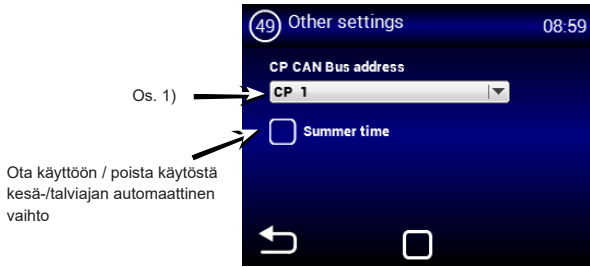 49 Other settings 08:59
CP CAN Bus address
Os. 1)
CP 1
Summer time
Ota käyttöön / poista käytöstä
kesä-/talviajan automaattinen
vaihto